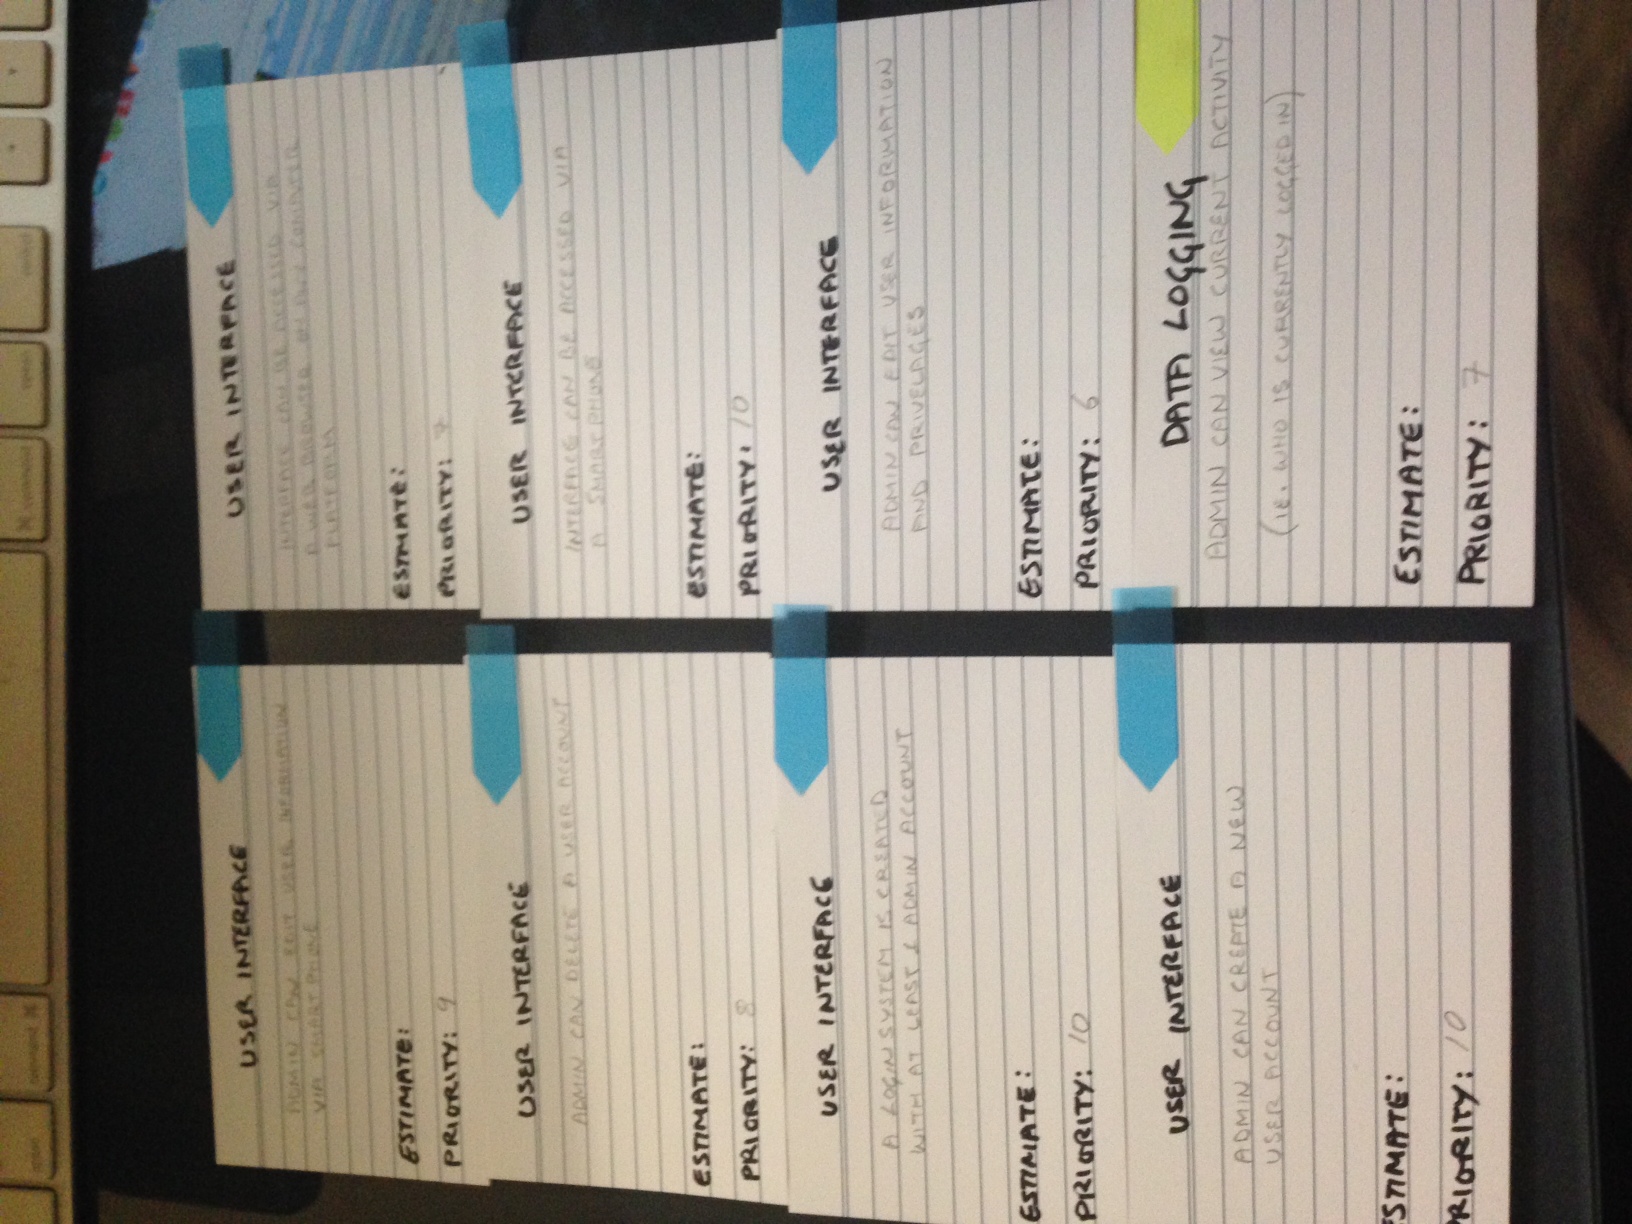 command ⌘
⌘ command
USER INTERFACE
ADMIN CAN EDIT USER INFORMATION
VIA SMARTPHONE
ESTIMATE:
PRIORITY: 9
USER INTERFACE
INTERFACE CAN BE ACCESSED VIA
A WEB BROWSER ON ANY COMPUTER
PLATFORM
ESTIMATE:
PRIORITY: 7
USER INTERFACE
ADMIN CAN DELETE A USER ACCOUNT
ESTIMATE:
PRIORITY: 8
USER INTERFACE
INTERFACE CAN BE ACCESSED VIA
A SMARTPHONE
ESTIMATE:
PRIORITY: 10
USER INTERFACE
A LOGIN SYSTEM IS CREATED
WITH AT LEAST 1 ADMIN ACCOUNT
ESTIMATE:
PRIORITY: 10
USER INTERFACE
ADMIN CAN EDIT USER INFORMATION
AND PRIVELAGES
ESTIMATE:
PRIORITY: 6
USER INTERFACE
ADMIN CAN CREATE A NEW
USER ACCOUNT
ESTIMATE:
PRIORITY: 10
DATA LOGGING
ADMIN CAN VIEW CURRENT ACTIVITY
(IE. WHO IS CURRENTLY LOGGED IN)
ESTIMATE:
PRIORITY: 7